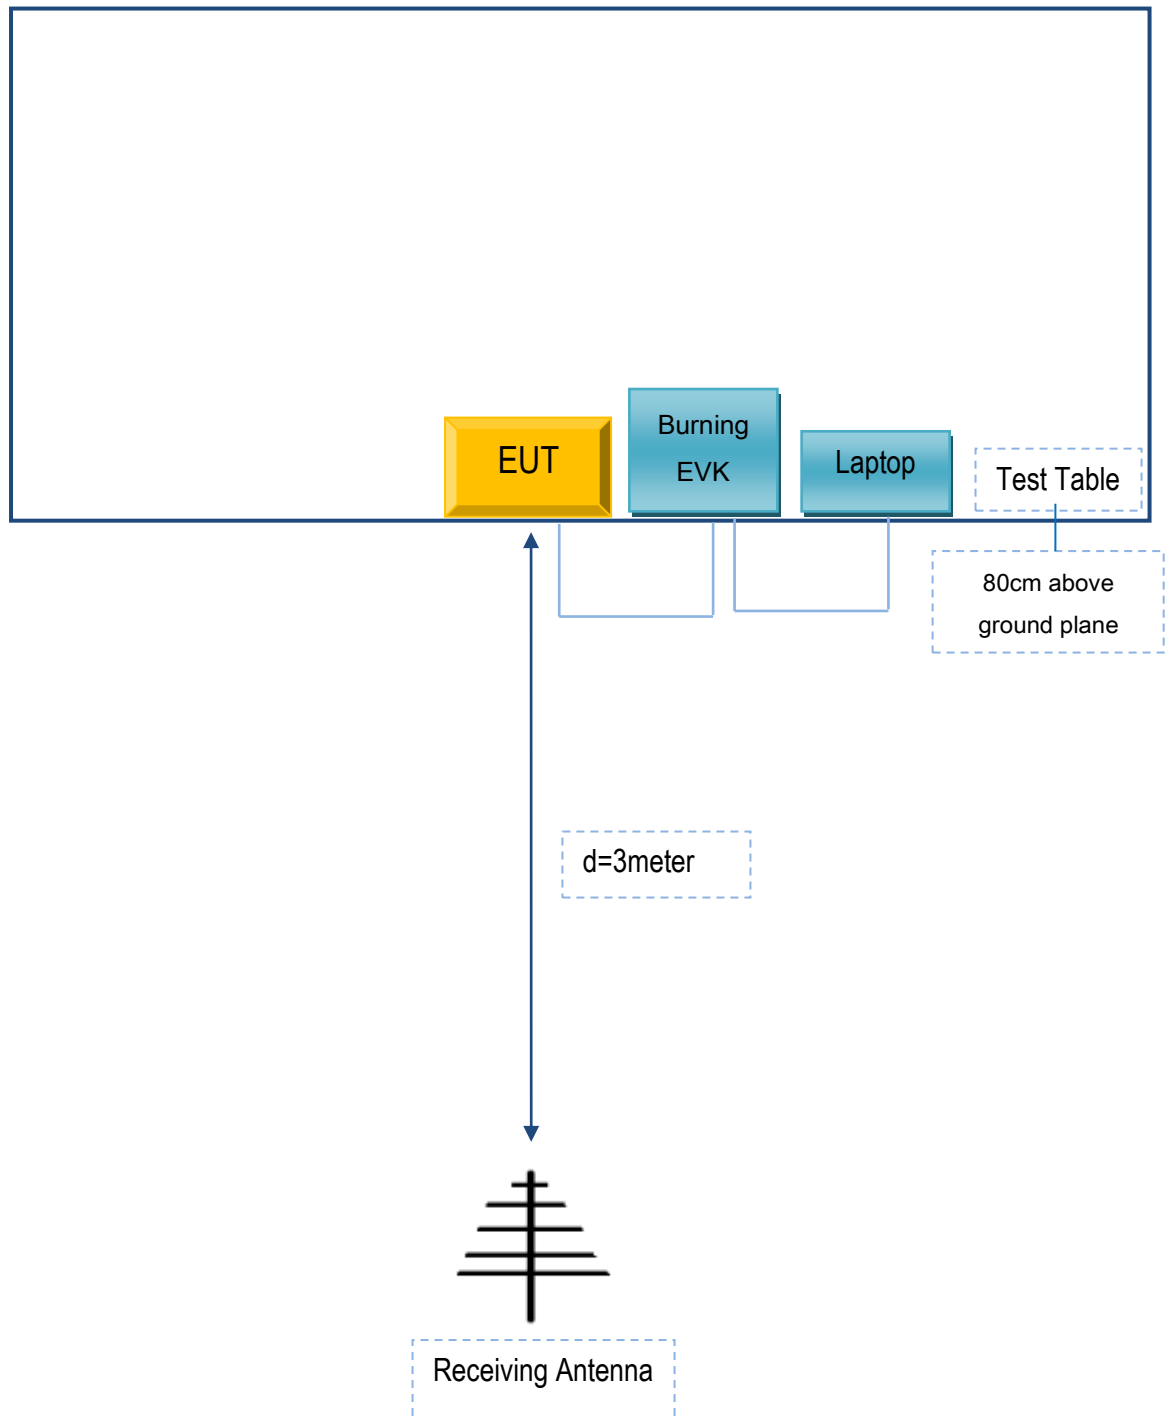 EUT
Burning
EVK
Laptop
Test Table
80cm above
ground plane
d=3meter
Receiving Antenna